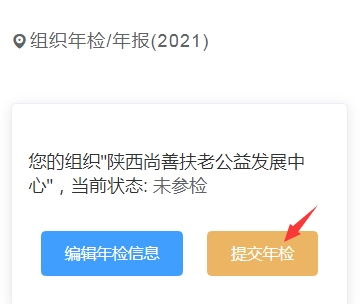 组织年检/年报(2021)
您的组织"陕西尚善扶老公益发展中
心"，当前状态: 未参检
编辑年检信息
提交年检